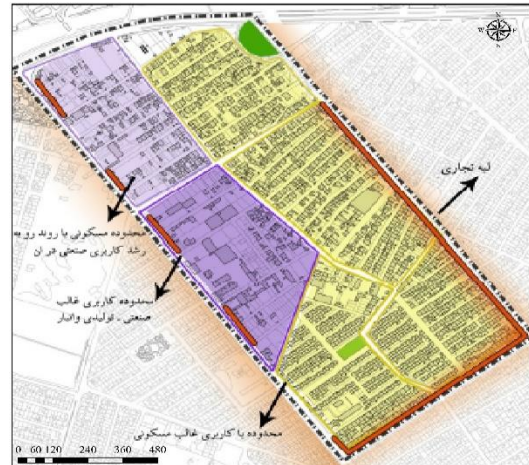 N
W
E
S
لبه تجاری
محدوده مسکونی با روند رو به
رشد کاربری صنعتی در آن
محدوده کاربری غالب
صنعتی ـ تولیدی وانبار
محدوده با کاربری غالب مسکونی
0 60 120 240 360 480